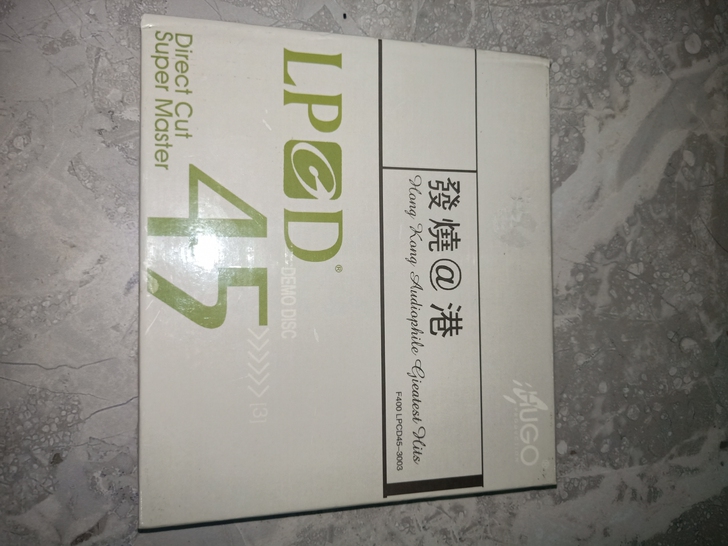 HUGO
發燒@港
Hong Kong Audiophile Greatest Hits
F400 LPCD45-3003
LPCD®
DEMO DISC
45
[3]
Direct Cut
Super Master